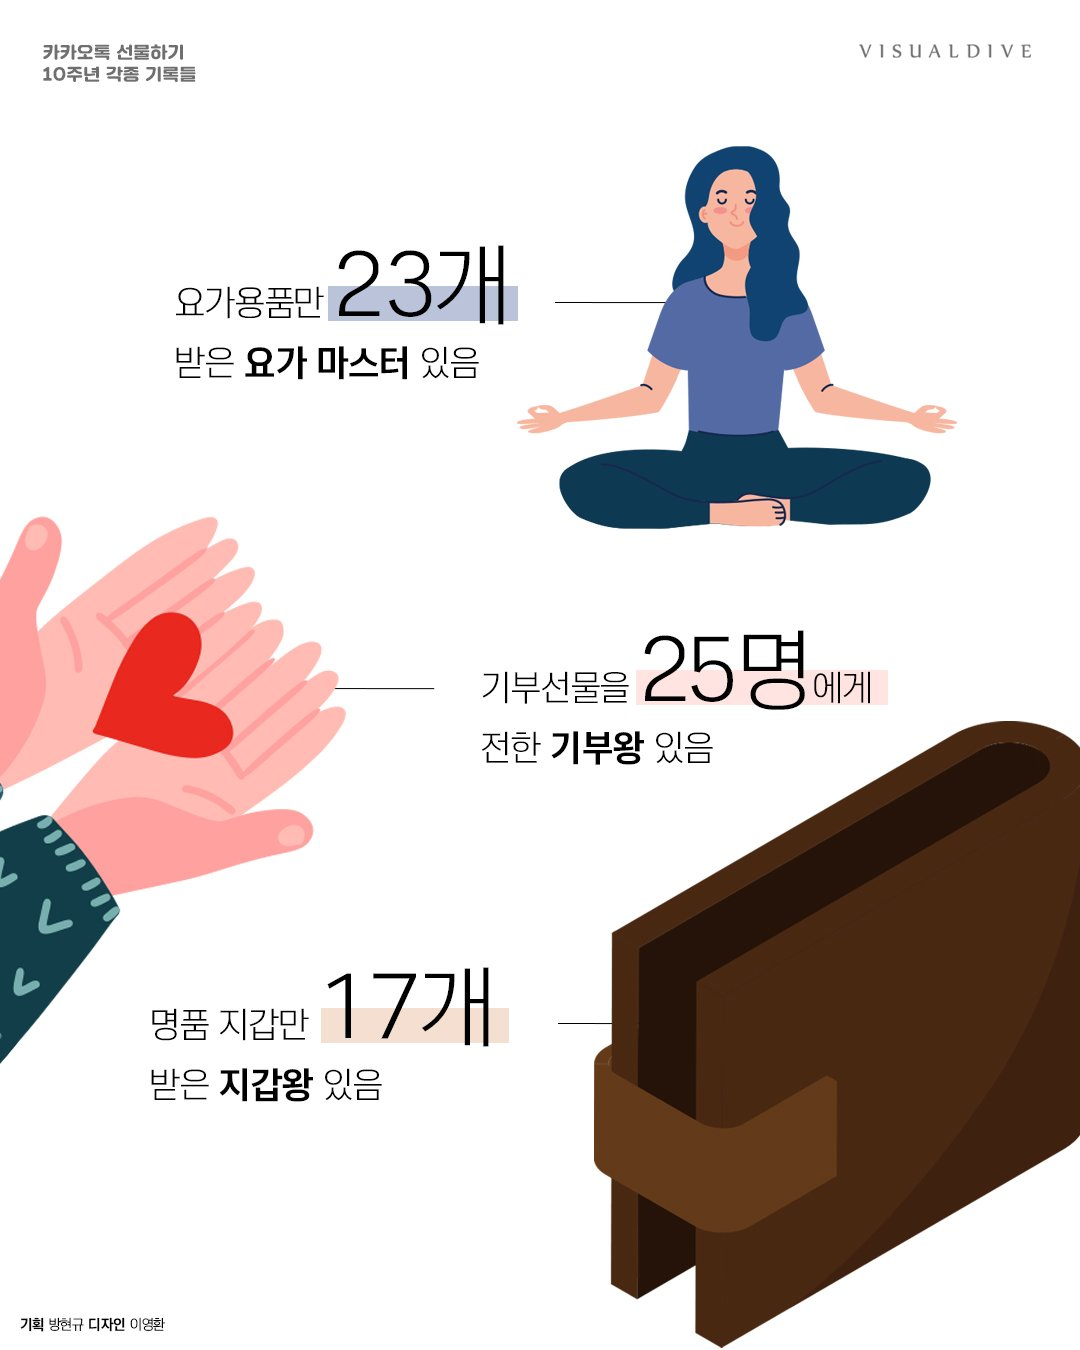 카카오톡 선물하기
10주년 각종 기록들
VISUALDIVE
요가용품만 23개
받은 요가 마스터 있음
기부선물을 25명에게
전한 기부왕 있음
명품 지갑만 17개
받은 지갑왕 있음
기획 방현규 디자인 이영환